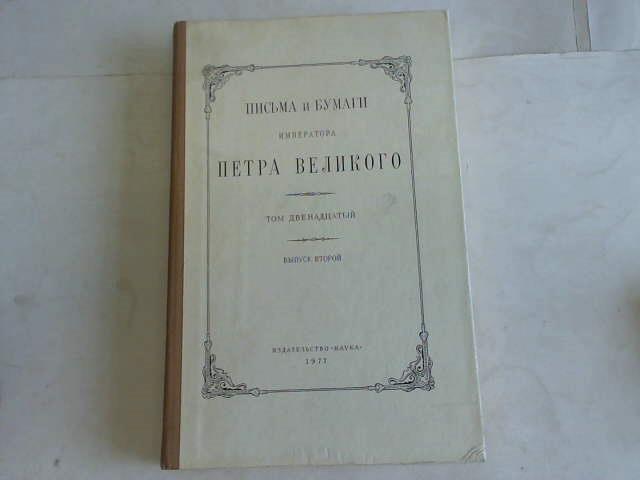 ПИСЬМА и БУМАГИ
ИМПЕРАТОРА
ПЕТРА ВЕЛИКОГО
ТОМ ДВЕНАДЦАТЫЙ
ВЫПУСК ВТОРОЙ
ИЗДАТЕЛЬСТВО «НАУКА»
1977